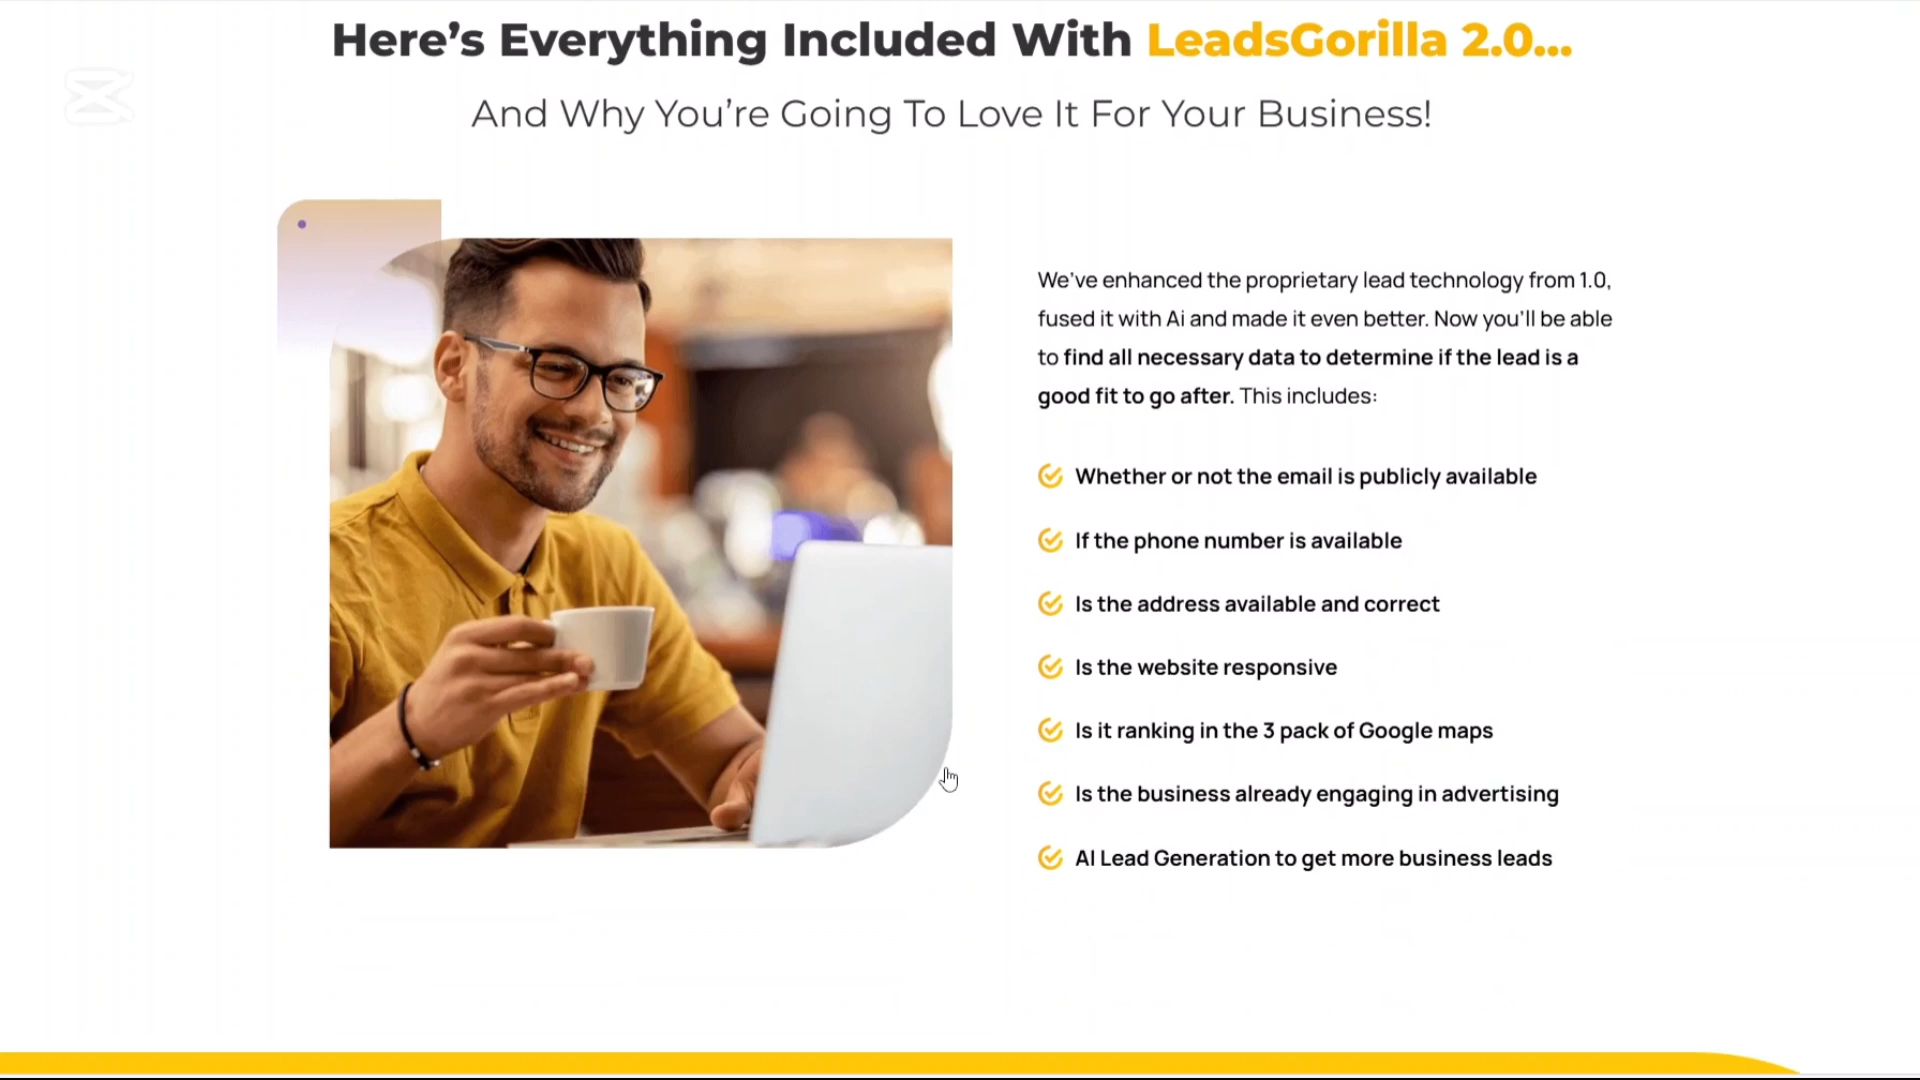 Here’s Everything Included With LeadsGorilla 2.0...
And Why You’re Going To Love It For Your Business!
We’ve enhanced the proprietary lead technology from 1.0,
fused it with Ai and made it even better. Now you’ll be able
to find all necessary data to determine if the lead is a
good fit to go after. This includes:
Whether or not the email is publicly available
If the phone number is available
Is the address available and correct
Is the website responsive
Is it ranking in the 3 pack of Google maps
Is the business already engaging in advertising
AI Lead Generation to get more business leads